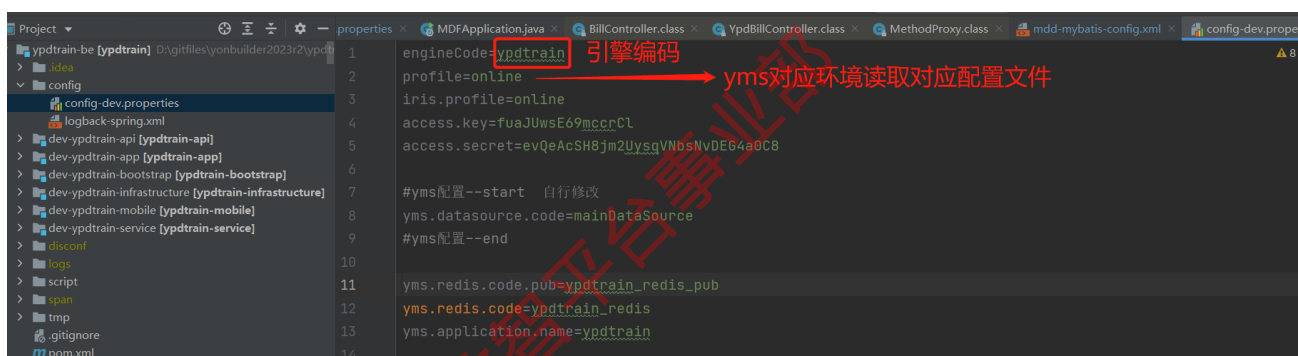 Project
.properties
MDFApplication.java
BillController.class
YpdBillController.class
MethodProxy.class
mdd-mybatis-config.xml
config-dev.prope
ypdtrain-be [ypdtrain] D:\gitfiles\yonbuilder2023r2\ypdt
.idea
config
config-dev.properties
logback-spring.xml
dev-ypdtrain-api [ypdtrain-api]
dev-ypdtrain-app [ypdtrain-app]
dev-ypdtrain-bootstrap [ypdtrain-bootstrap]
dev-ypdtrain-infrastructure [ypdtrain-infrastructure]
dev-ypdtrain-mobile [ypdtrain-mobile]
dev-ypdtrain-service [ypdtrain-service]
disconf
logs
script
span
tmp
.gitignore
pom.xml
1 engineCode=ypdtrain 引擎编码
8
2 profile=online yms对应环境读取对应配置文件
3 iris.profile=online
4 access.key=fuaJUwsE69mccrCl
5 access.secret=evQeAcSH8jm2UysqVNbsNvDEG4a0C8
6
7 #yms配置--start 自行修改
8 yms.datasource.code=mainDataSource
9 #yms配置--end
10
11 yms.redis.code.pub=ypdtrain_redis_pub
12 yms.redis.code=ypdtrain_redis
13 yms.application.name=ypdtrain
14
智平台事业部